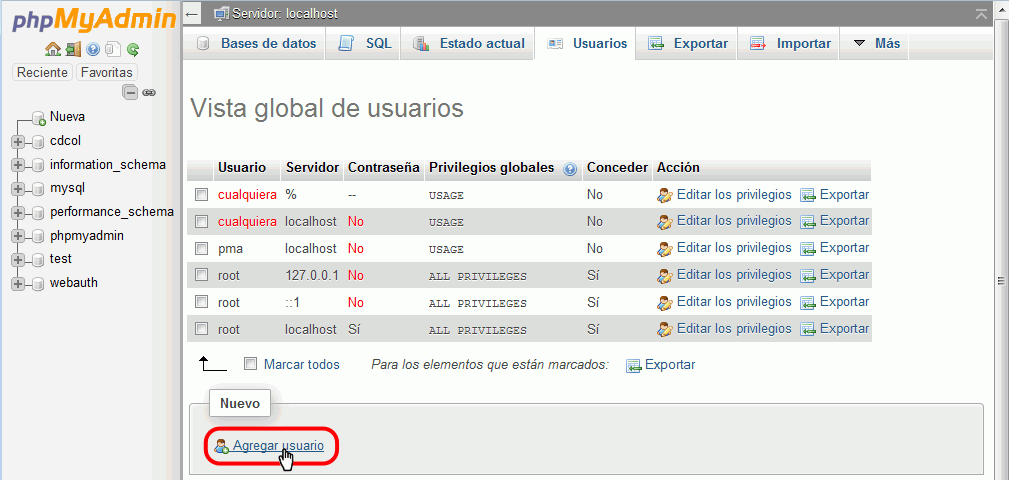 phpMyAdmin
Reciente Favoritas
Nueva
cdcol
information_schema
mysql
performance_schema
phpmyadmin
test
webauth
Servidor: localhost
Bases de datos SQL Estado actual Usuarios Exportar Importar Más
Vista global de usuarios
Usuario Servidor Contraseña Privilegios globales Conceder Acción
cualquiera % -- USAGE No Editar los privilegios Exportar
cualquiera localhost No USAGE No Editar los privilegios Exportar
pma localhost No USAGE No Editar los privilegios Exportar
root 127.0.0.1 No ALL PRIVILEGES Sí Editar los privilegios Exportar
root ::1 No ALL PRIVILEGES Sí Editar los privilegios Exportar
root localhost Sí ALL PRIVILEGES Sí Editar los privilegios Exportar
Marcar todos Para los elementos que están marcados: Exportar
Nuevo
Agregar usuario